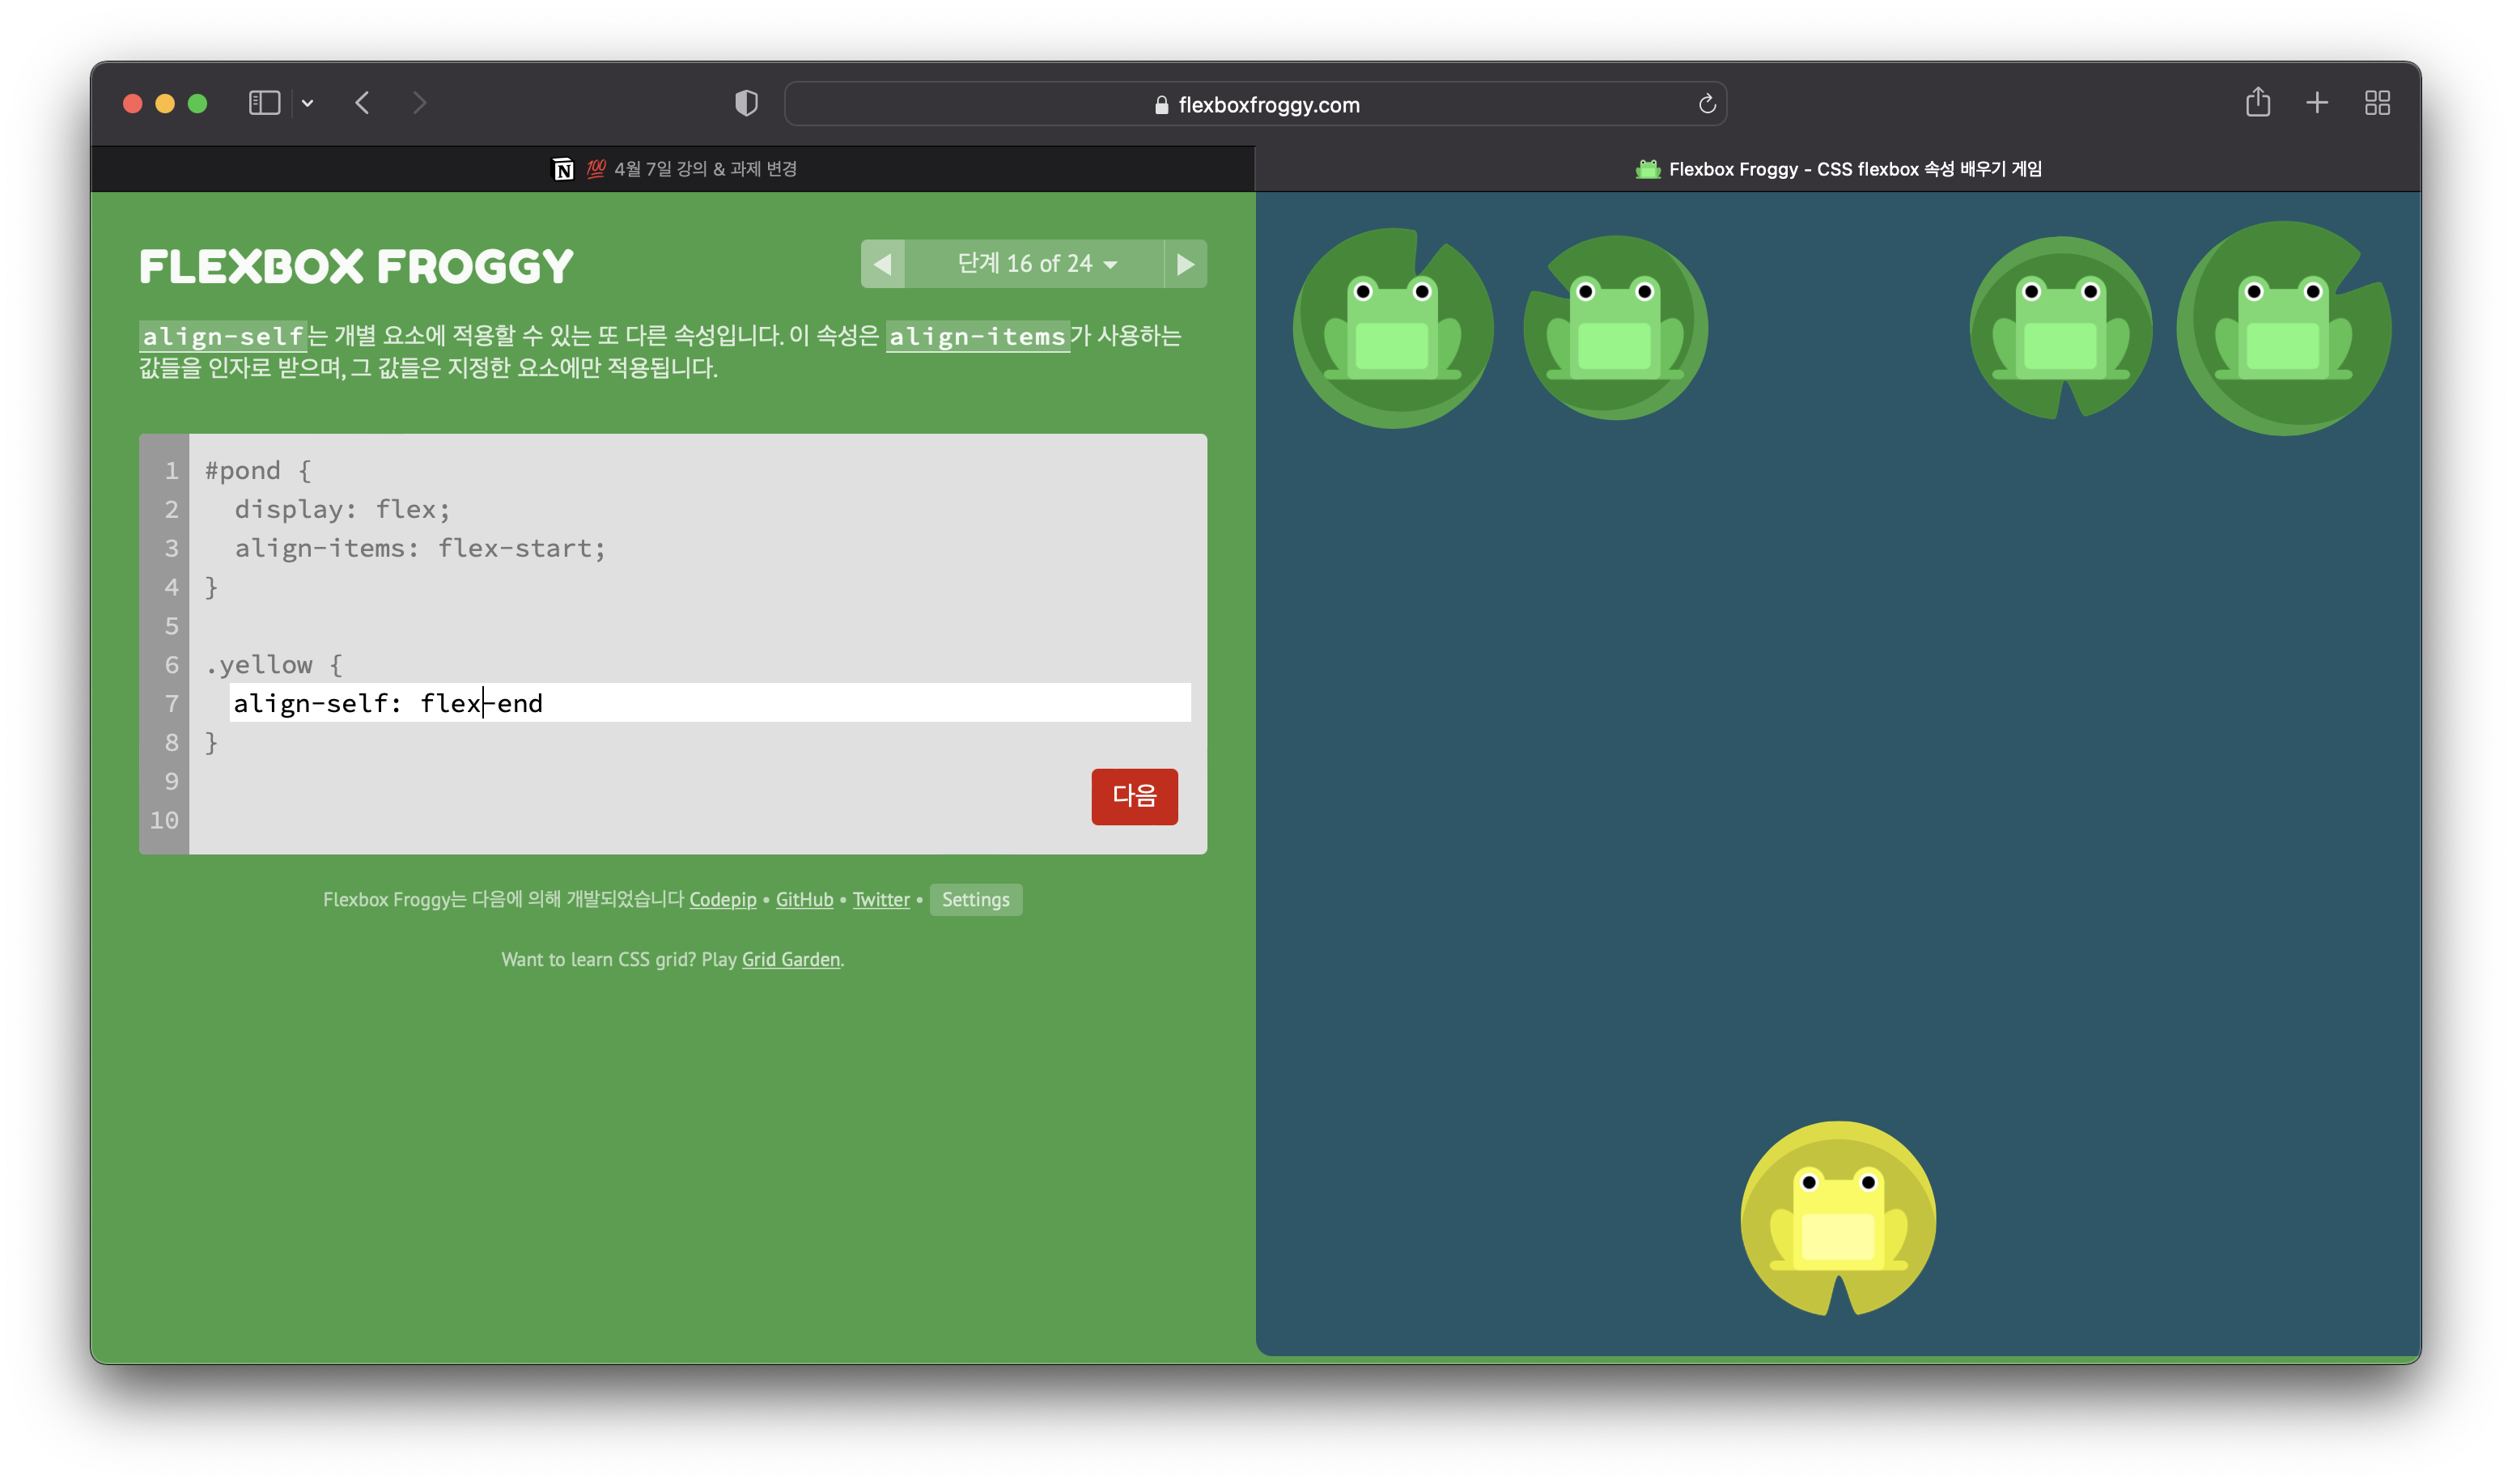 flexboxfroggy.com
💯 4월 7일 강의 & 과제 변경
Flexbox Froggy - CSS flexbox 속성 배우기 게임
FLEXBOX FROGGY
단계 16 of 24
align-self는 개별 요소에 적용할 수 있는 또 다른 속성입니다. 이 속성은 align-items가 사용하는
값들을 인자로 받으며, 그 값들은 지정한 요소에만 적용됩니다.
1 #pond {
2   display: flex;
3   align-items: flex-start;
4 }
5
6 .yellow {
7   align-self: flex-end
8 }
9
10
다음
Flexbox Froggy는 다음에 의해 개발되었습니다 Codepip • GitHub • Twitter • Settings
Want to learn CSS grid? Play Grid Garden.